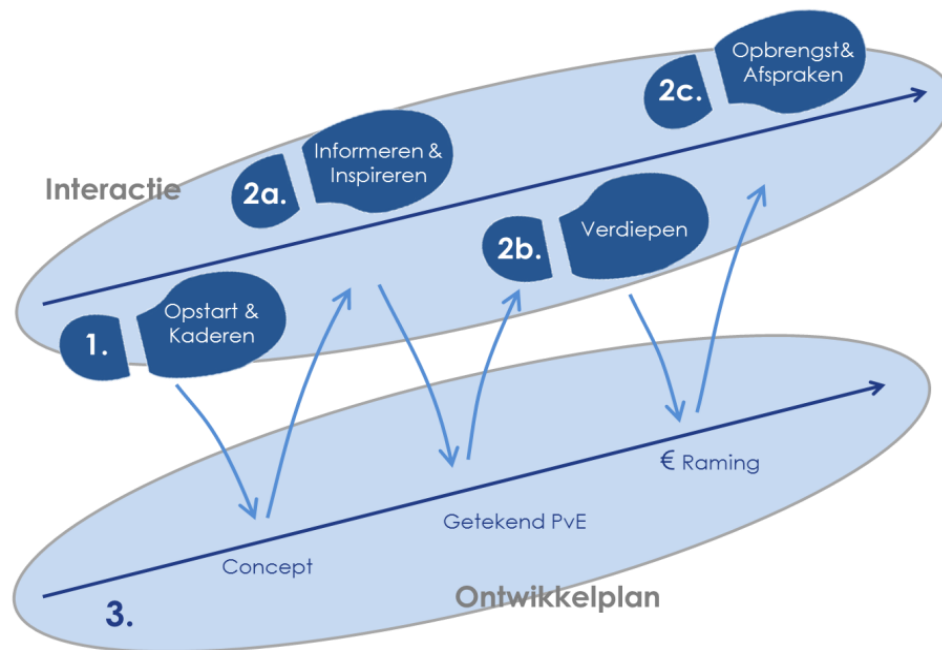 Opbrengst&
Afspraken
2c.
Informeren &
Inspireren
2a.
Interactie
Verdiepen
2b.
Opstart &
Kaderen
1.
€ Raming
Getekend PvE
Concept
Ontwikkelplan
3.